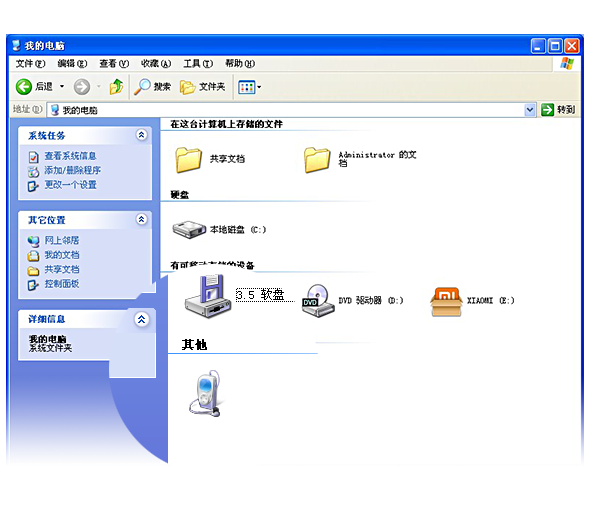 我的电脑
文件(F) 编辑(E) 查看(V) 收藏(A) 工具(T) 帮助(H)
后退 搜索 文件夹
地址(D) 我的电脑 转到
系统任务
查看系统信息
添加/删除程序
更改一个设置
其它位置
网上邻居
我的文档
共享文档
控制面板
详细信息
我的电脑
系统文件夹
在这台计算机上存储的文件
共享文档
Administrator 的文
档
硬盘
本地磁盘 (C:)
有可移动存储的设备
3.5 软盘
DVD
DVD 驱动器 (D:)
XIAOMI (E:)
其他